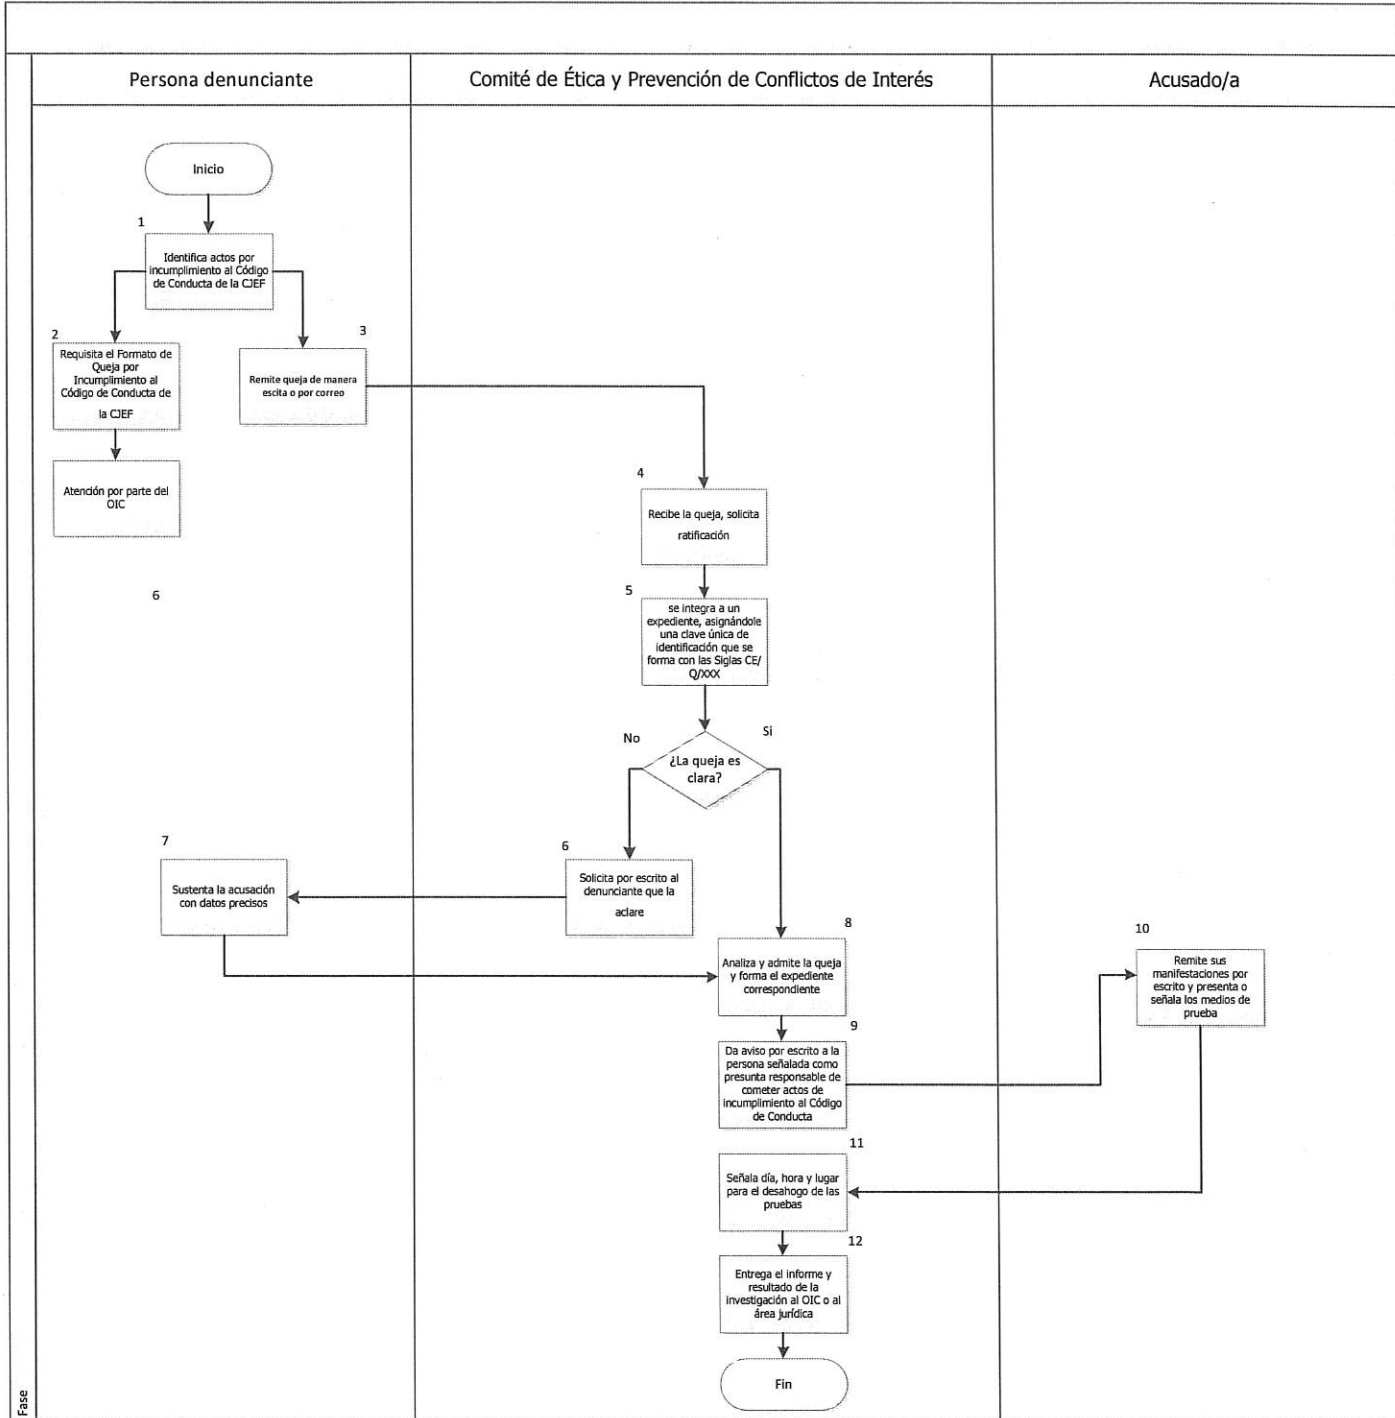 Persona denunciante
Comité de Ética y Prevención de Conflictos de Interés
Acusado/a
Inicio
1
Identifica actos por
incumplimiento al Código
de Conducta de la CJEF
2
Requisita el Formato de
Queja por
Incumplimiento al
Código de Conducta de
la CJEF
3
Remite queja de manera
escita o por correo
Atención por parte del
OIC
4
Recibe la queja, solicita
ratificación
6
5
se integra a un
expediente, asignándole
una clave única de
identificación que se
forma con las Siglas CE/
Q/XXX
No
Si
¿La queja es
clara?
7
Sustenta la acusación
con datos precisos
6
Solicita por escrito al
denunciante que la
aclare
8
Analiza y admite la queja
y forma el expediente
correspondiente
10
Remite sus
manifestaciones por
escrito y presenta o
señala los medios de
prueba
9
Da aviso por escrito a la
persona señalada como
presunta responsable de
cometer actos de
incumplimiento al Código
de Conducta
11
Señala día, hora y lugar
para el desahogo de las
pruebas
12
Entrega el informe y
resultado de la
investigación al OIC o al
área jurídica
Fin
Fase